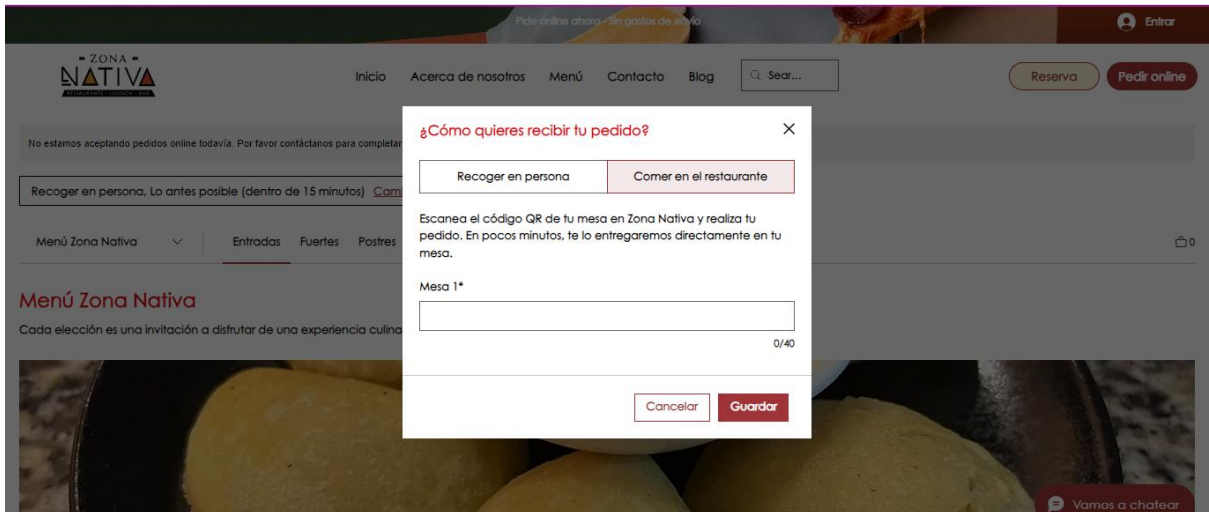 Pide online ahora - Sin gastos de envío
Entrar
ZONA
NATIVA
RESTAURANTE - LOUNCH - BAR
Inicio Acerca de nosotros Menú Contacto Blog Sear... Reserva Pedir online
¿Cómo quieres recibir tu pedido?
No estamos aceptando pedidos online todavía. Por favor contáctanos para completar
Recoger en persona Comer en el restaurante
Recoger en persona, Lo antes posible (dentro de 15 minutos) Cam
Escanea el código QR de tu mesa en Zona Nativa y realiza tu
pedido. En pocos minutos, te lo entregaremos directamente en tu
mesa.
Menú Zona Nativa Entradas Fuertes Postres 0
Mesa 1*
Menú Zona Nativa
Cada elección es una invitación a disfrutar de una experiencia culina
0/40
Cancelar Guardar
Vamos a chatear